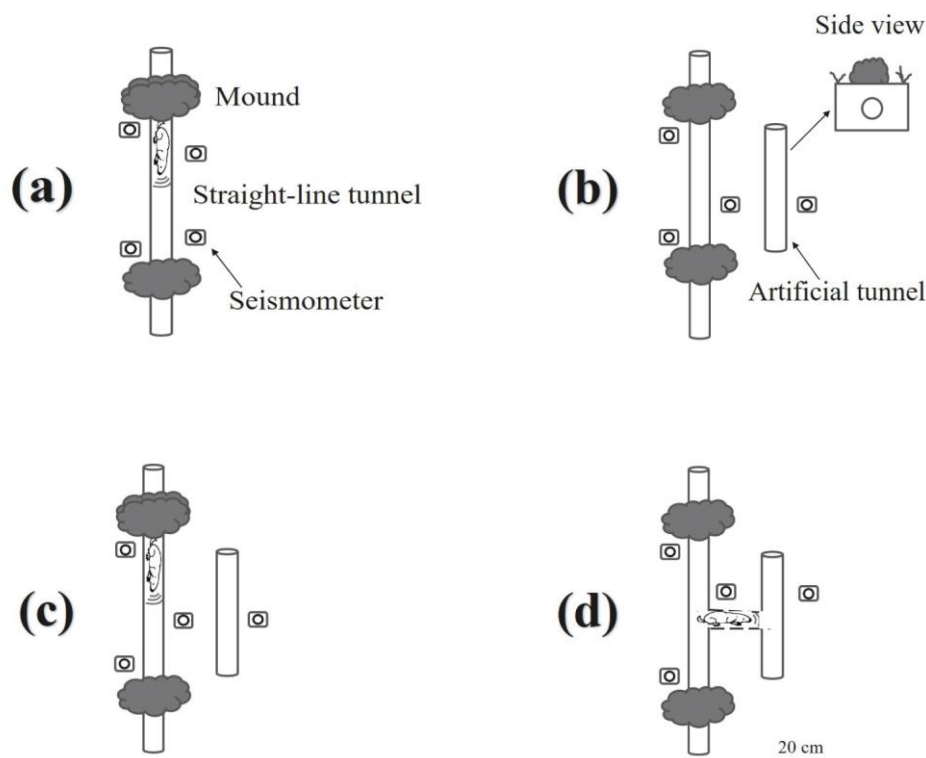 Side view
Mound
(a)
Straight-line tunnel
Seismometer
(b)
Artificial tunnel
(c)
(d)
20 cm